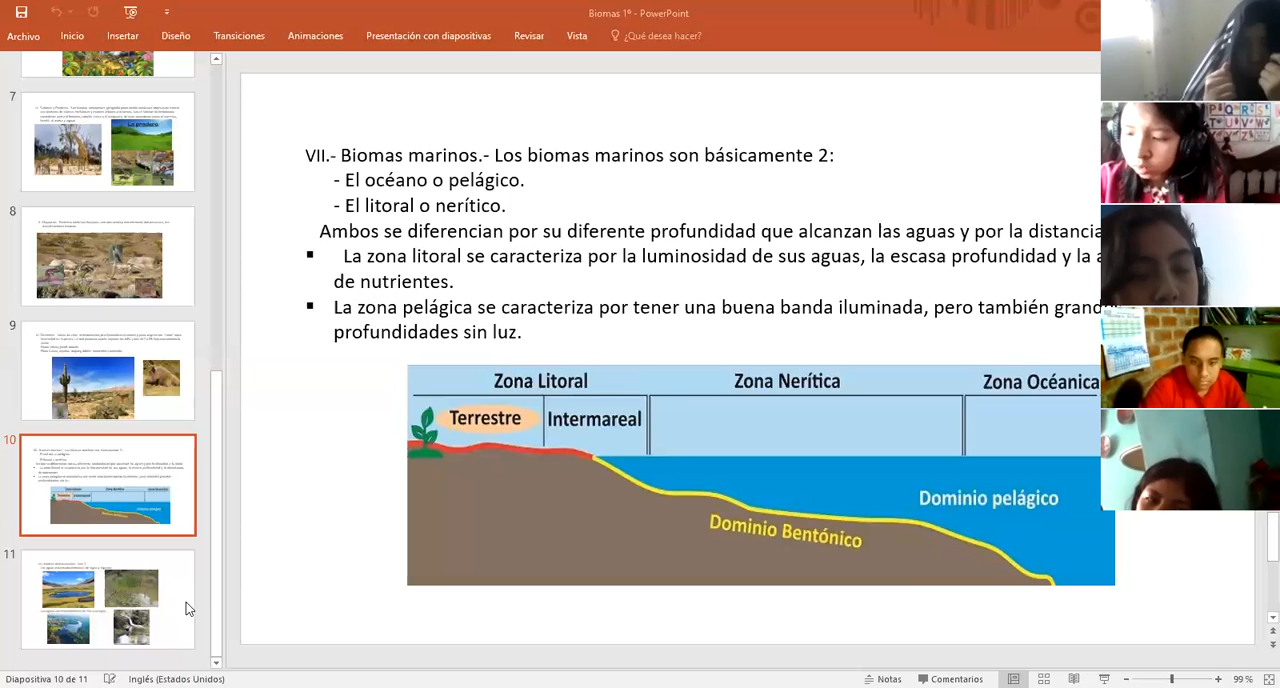 Biomas 1º - PowerPoint
Archivo Inicio Insertar Diseño Transiciones Animaciones Presentación con diapositivas Revisar Vista ¿Qué desea hacer?
7
La pradera
8
9
10
11
VII.- Biomas marinos.- Los biomas marinos son básicamente 2:
- El océano o pelágico.
- El litoral o nerítico.
Ambos se diferencian por su diferente profundidad que alcanzan las aguas y por la distancia
La zona litoral se caracteriza por la luminosidad de sus aguas, la escasa profundidad y la a
de nutrientes.
La zona pelágica se caracteriza por tener una buena banda iluminada, pero también grand
profundidades sin luz.
Zona Litoral Zona Nerítica Zona Océanica
Terrestre Intermareal
Dominio pelágico
Dominio Bentónico
P O R S
T U V W
Diapositiva 10 de 11 Inglés (Estados Unidos) Notas Comentarios 99 %